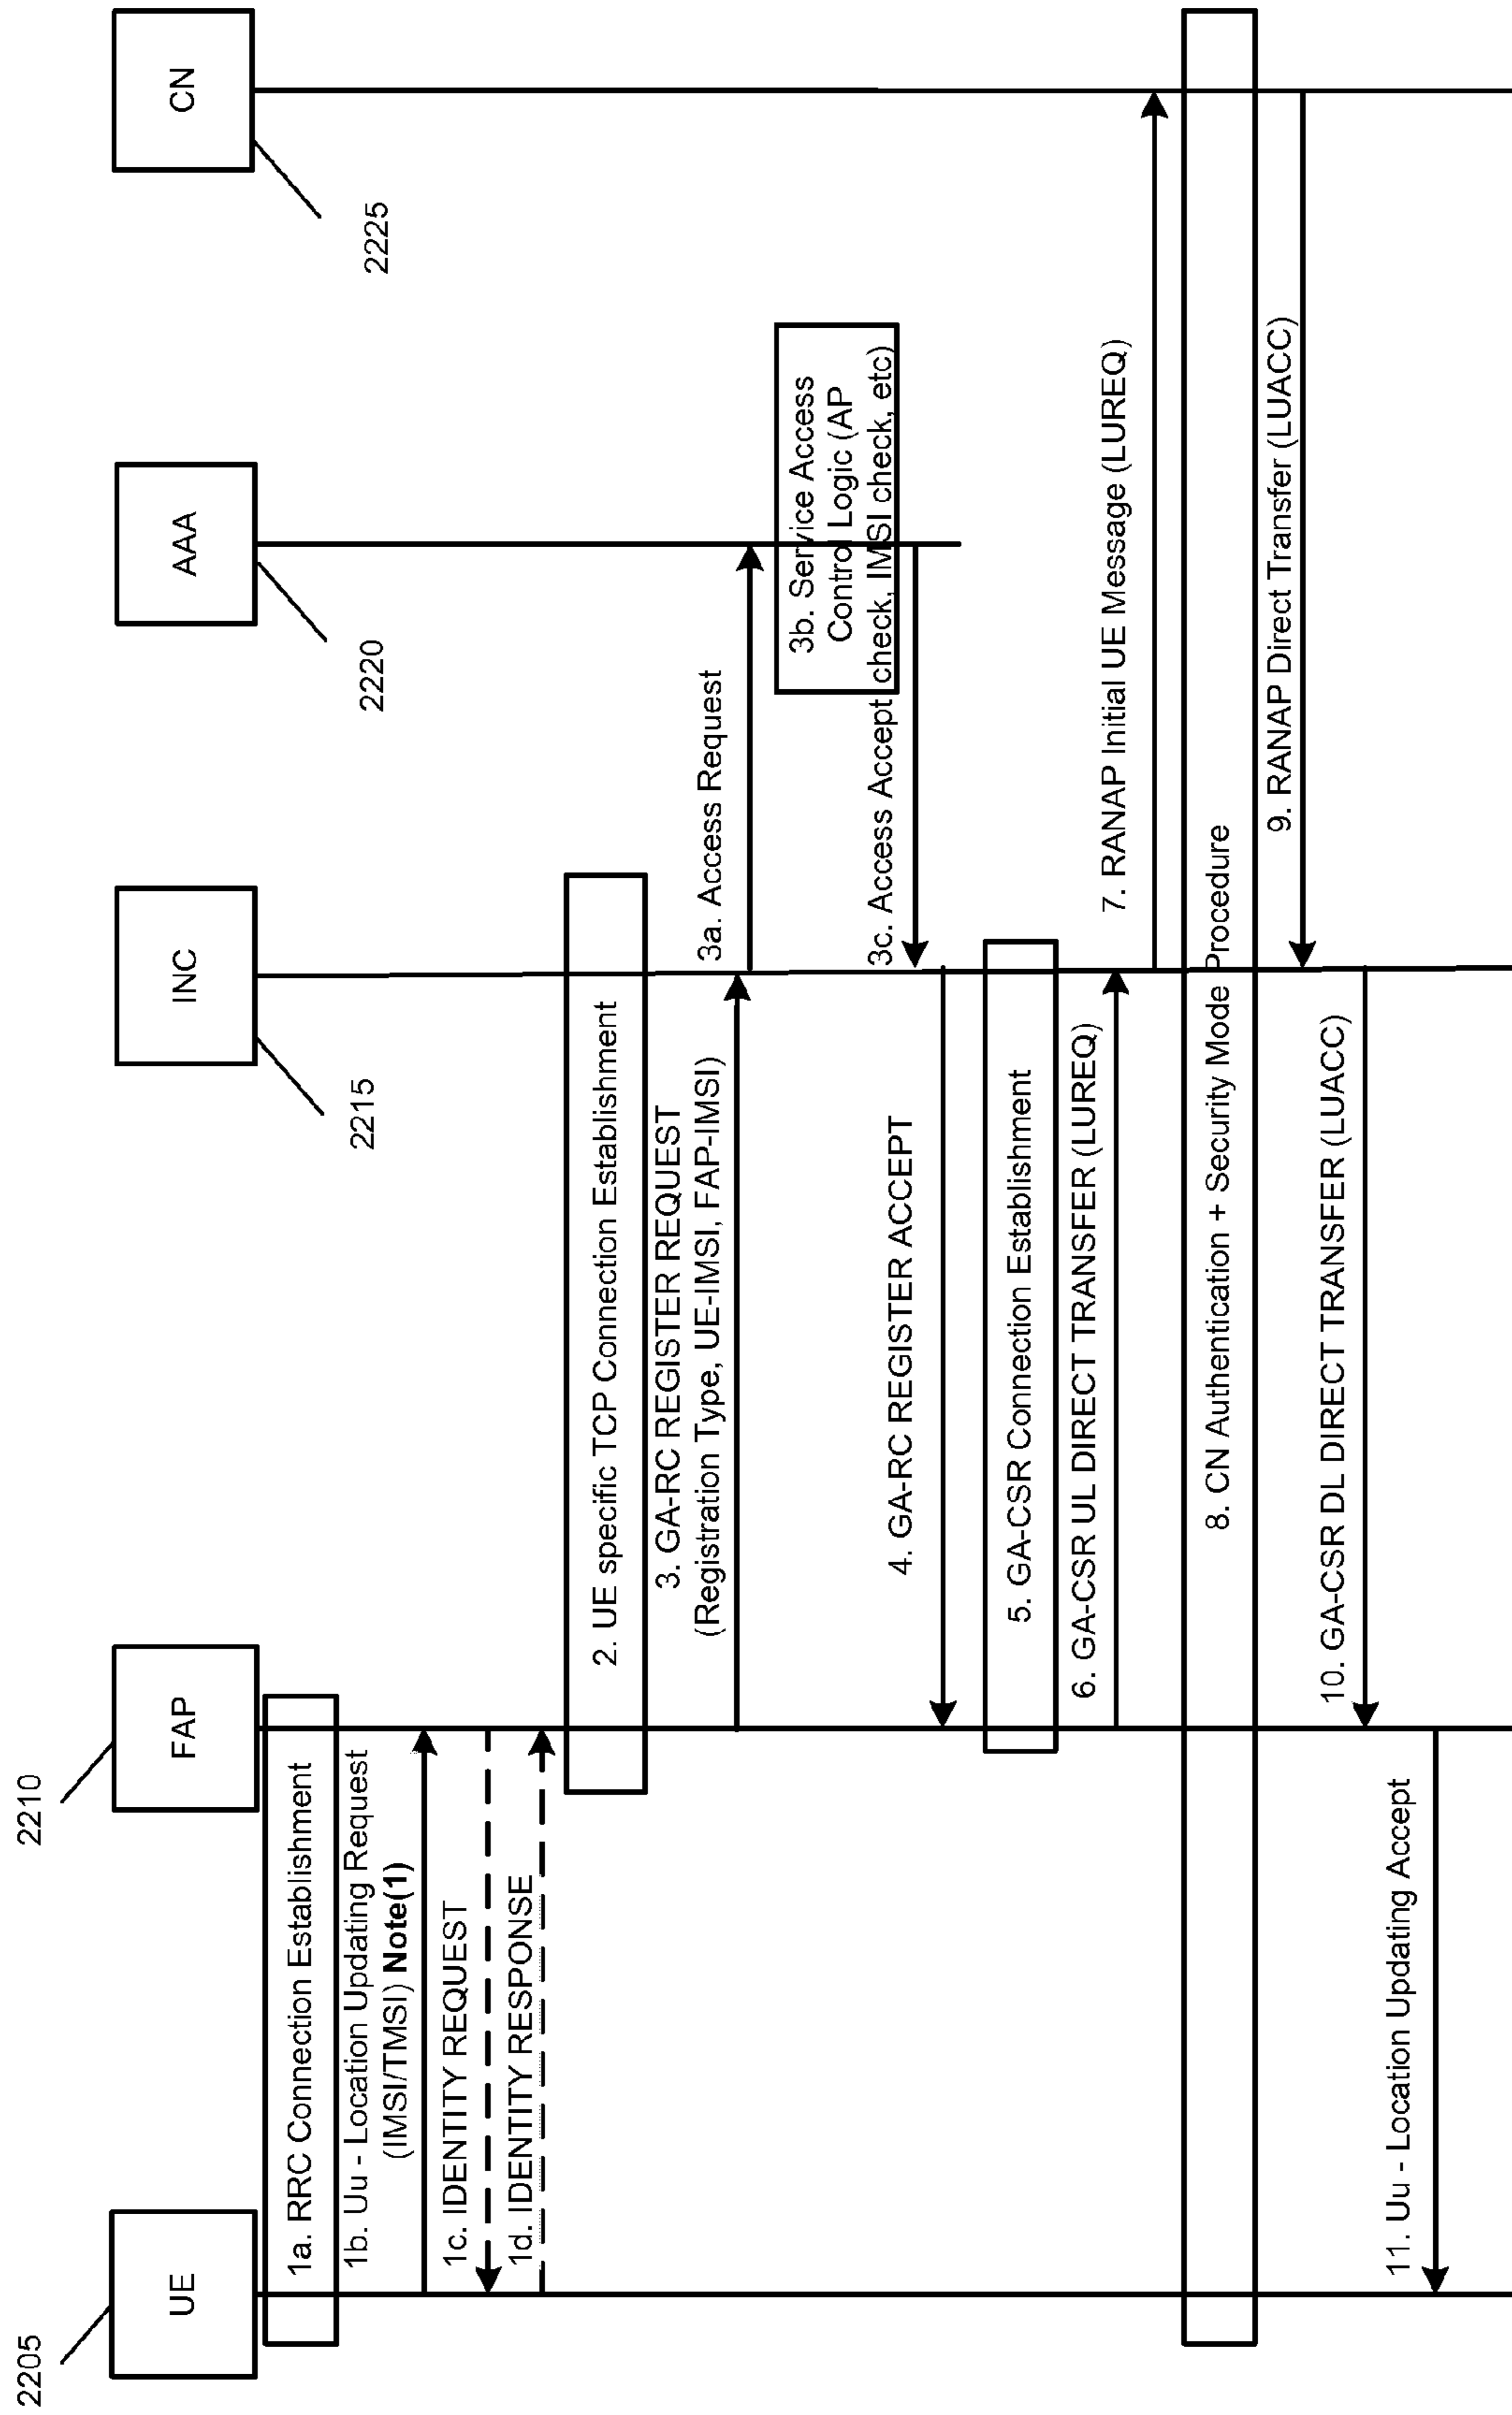 2205
2210
2215
2220
2225
UE
FAP
INC
AAA
CN
1a. RRC Connection Establishment
1b. Uu - Location Updating Request
(IMSI/TMSI) Note(1)
1c. IDENTITY REQUEST
1d. IDENTITY RESPONSE
2. UE specific TCP Connection Establishment
3. GA-RC REGISTER REQUEST
(Registration Type, UE-IMSI, FAP-IMSI)
3a. Access Request
3b. Service Access
Control Logic (AP
check, IMSI check, etc)
3c. Access Accept
4. GA-RC REGISTER ACCEPT
5. GA-CSR Connection Establishment
6. GA-CSR UL DIRECT TRANSFER (LUREQ)
7. RANAP Initial UE Message (LUREQ)
8. CN Authentication + Security Mode Procedure
9. RANAP Direct Transfer (LUACC)
10. GA-CSR DL DIRECT TRANSFER (LUACC)
11. Uu - Location Updating Accept